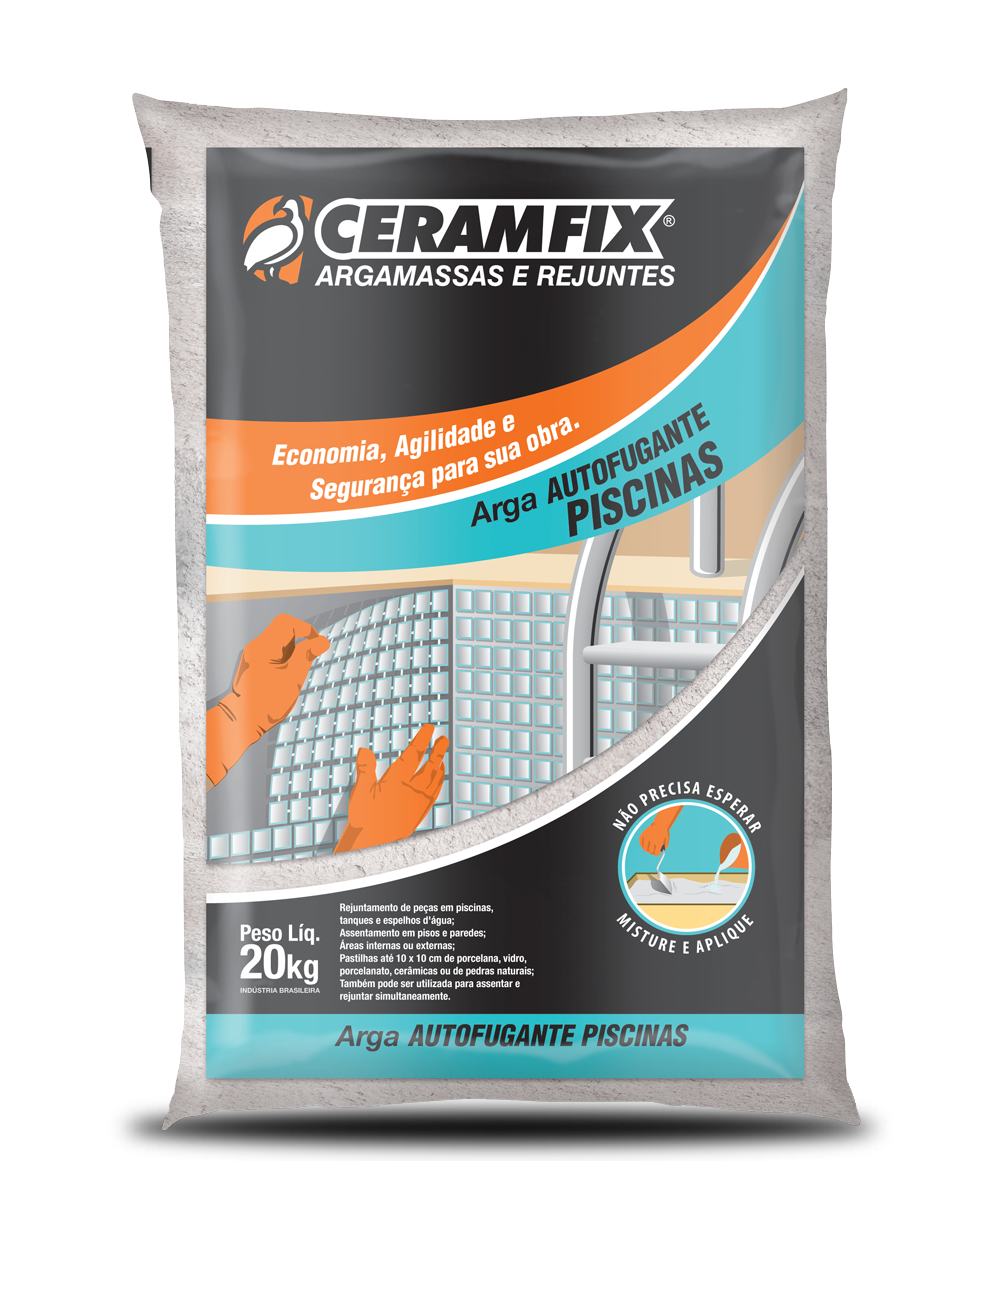 CERAMFIX®
ARGAMASSAS E REJUNTES
Economia, Agilidade e
Segurança para sua obra.
Arga AUTOFUGANTE
PISCINAS
NÃO PRECISA ESPERAR
MISTURE E APLIQUE
Peso Líq.
20kg
INDÚSTRIA BRASILEIRA
Rejuntamento de peças em piscinas,
tanques e espelhos d'água;
Assentamento em pisos e paredes;
Áreas internas ou externas;
Pastilhas até 10 x 10 cm de porcelana, vidro,
porcelanato, cerâmicas ou de pedras naturais;
Também pode ser utilizada para assentar e
rejuntar simultaneamente.
Arga AUTOFUGANTE PISCINAS